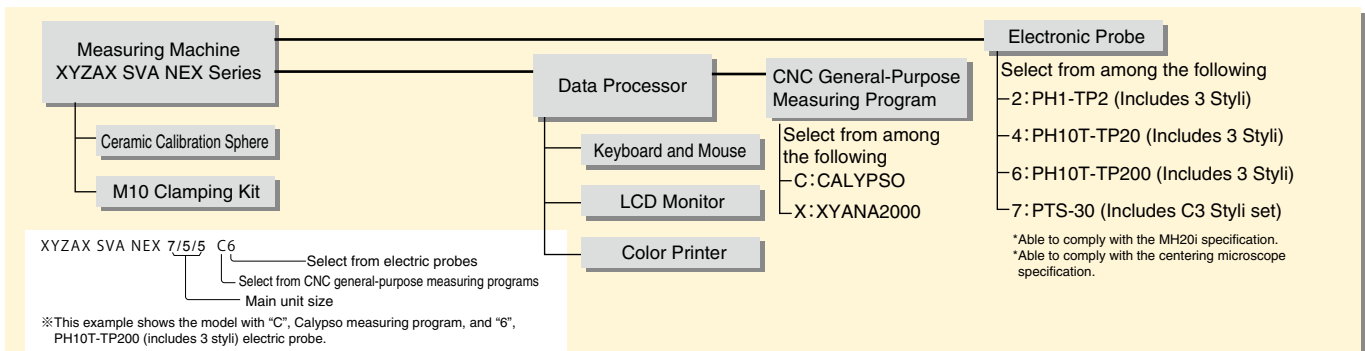 Measuring Machine
XYZAX SVA NEX Series
Ceramic Calibration Sphere
M10 Clamping Kit
Data Processor
Keyboard and Mouse
LCD Monitor
Color Printer
CNC General-Purpose
Measuring Program
Select from among
the following
C：CALYPSO
X：XYANA2000
Electronic Probe
Select from among the following
2：PH1-TP2 (Includes 3 Styli)
4：PH10T-TP20 (Includes 3 Styli)
6：PH10T-TP200 (Includes 3 Styli)
7：PTS-30 (Includes C3 Styli set)
*Able to comply with the MH20i specification.
*Able to comply with the centering microscope
specification.
XYZAX SVA NEX 7/5/5 C6
Select from electric probes
Select from CNC general-purpose measuring programs
Main unit size
※This example shows the model with “C”, Calypso measuring program, and “6”,
PH10T-TP200 (includes 3 styli) electric probe.